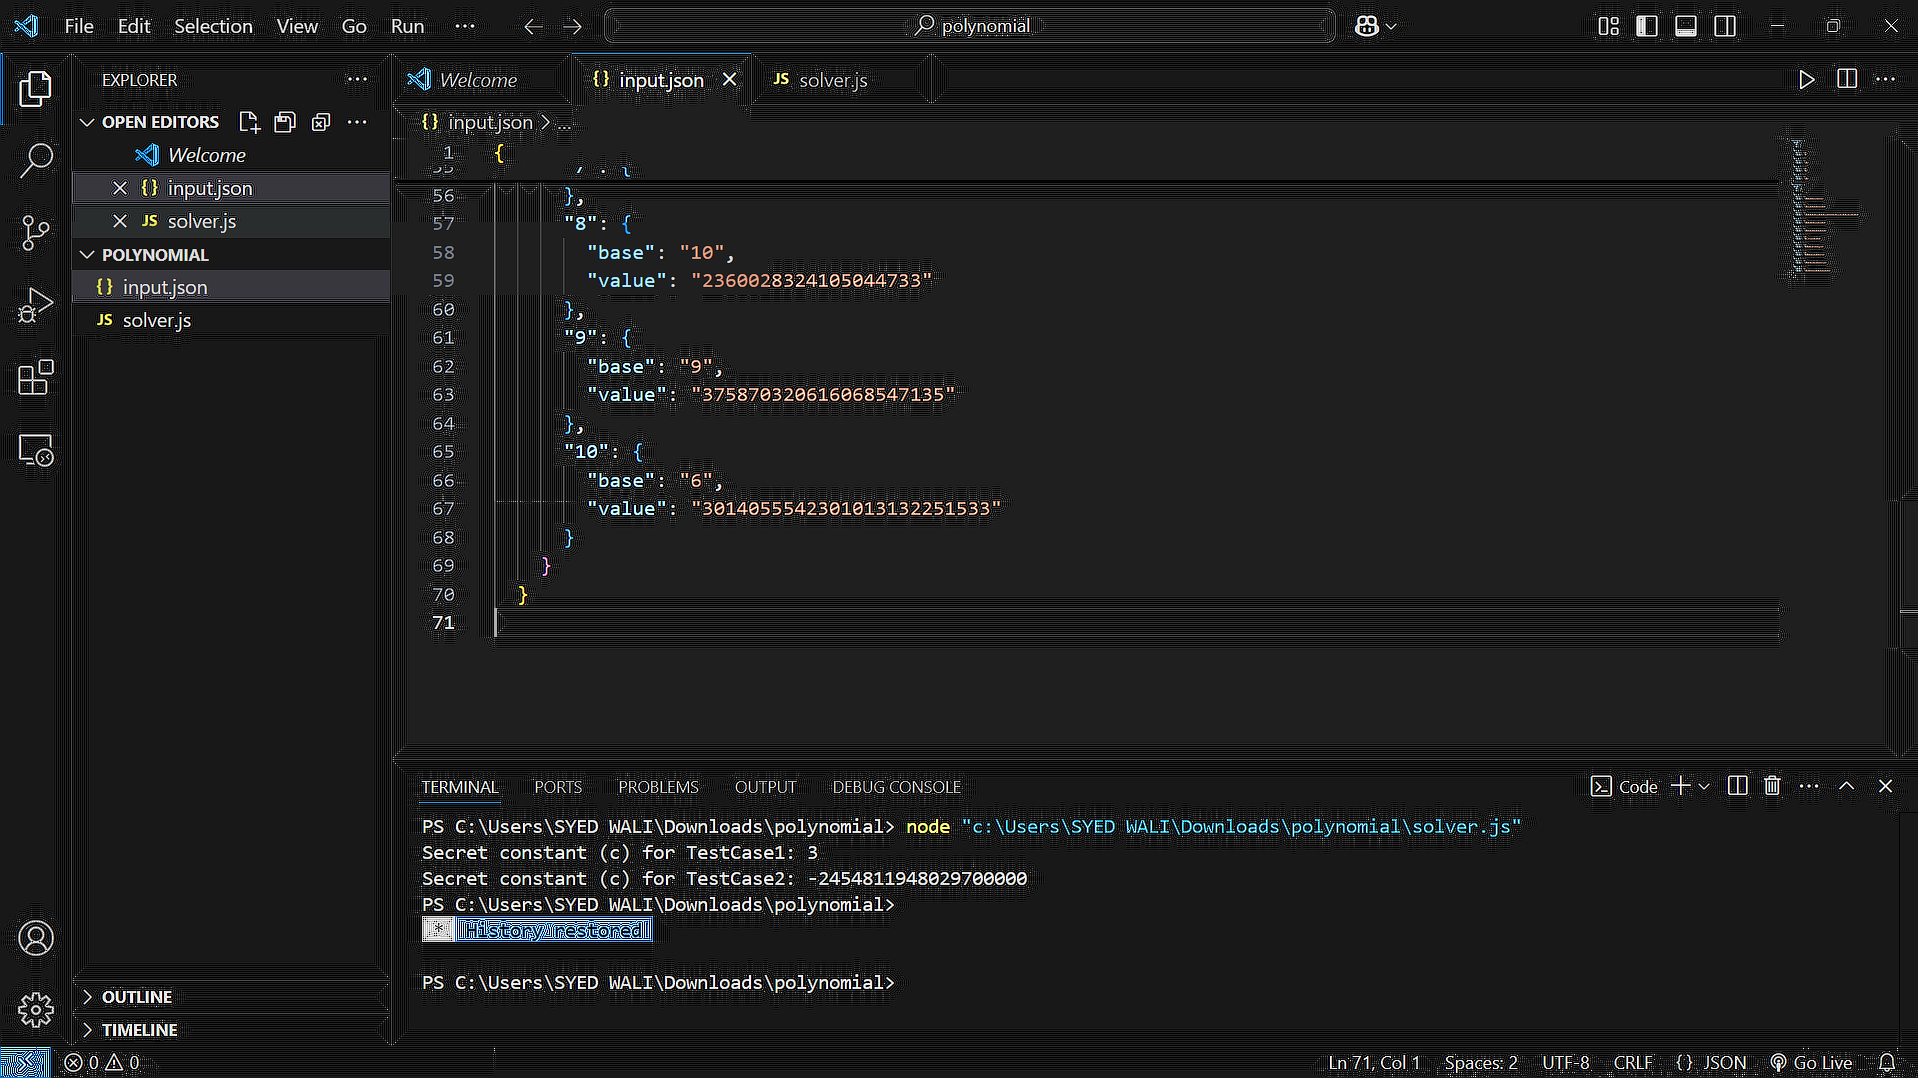 File Edit Selection View Go Run ··· polynomial
EXPLORER ···
OPEN EDITORS ···
Welcome
input.json
JS solver.js
POLYNOMIAL
{} input.json
JS solver.js
OUTLINE
TIMELINE
Welcome {} input.json JS solver.js ···
{} input.json > ...
1 {
56 },
57 "8": {
58 "base": "10",
59 "value": "2360028324105044733"
60 },
61 "9": {
62 "base": "9",
63 "value": "375870320616068547135"
64 },
65 "10": {
66 "base": "6",
67 "value": "3014055542301013132251533"
68 }
69 }
70 }
71
TERMINAL PORTS PROBLEMS OUTPUT DEBUG CONSOLE Code ···
PS C:\Users\SYED WALI\Downloads\polynomial> node "c:\Users\SYED WALI\Downloads\polynomial\solver.js"
Secret constant (c) for TestCase1: 3
Secret constant (c) for TestCase2: -2454811948029700000
PS C:\Users\SYED WALI\Downloads\polynomial>
* History restored
PS C:\Users\SYED WALI\Downloads\polynomial>
0 0 Ln 71, Col 1 Spaces: 2 UTF-8 CRLF {} JSON Go Live